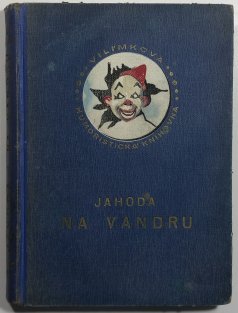 VILÍMKOVA
HUMORISTICKÁ KNIHOVNA
JAHODA
NA VANDRU